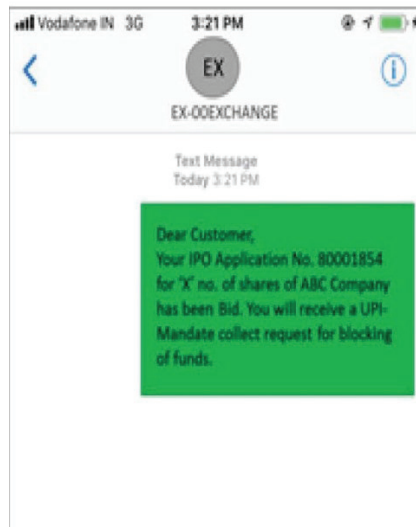 Vodafone IN 3G 3:21 PM
EX
EX-00EXCHANGE
Text Message
Today 3:21 PM
Dear Customer,
Your IPO Application No. 80001854
for 'X' no. of shares of ABC Company
has been Bid. You will receive a UPI-
Mandate collect request for blocking
of funds.